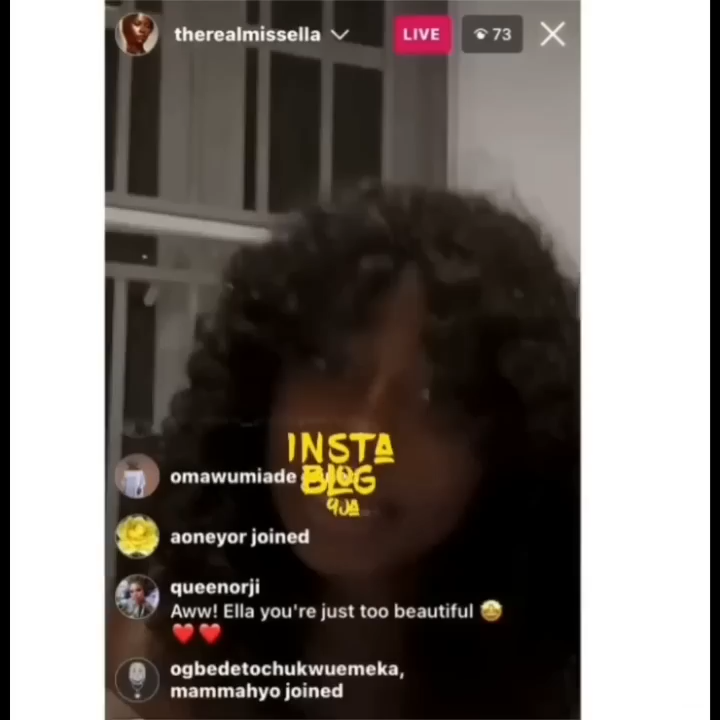 therealmissella
LIVE
73
INSTA
BLOG
9JA
omawumiade
aoneyor joined
queenorji
Aww! Ella you're just too beautiful 🤩
❤️❤️
ogbedetochukwuemeka,
mammahyo joined